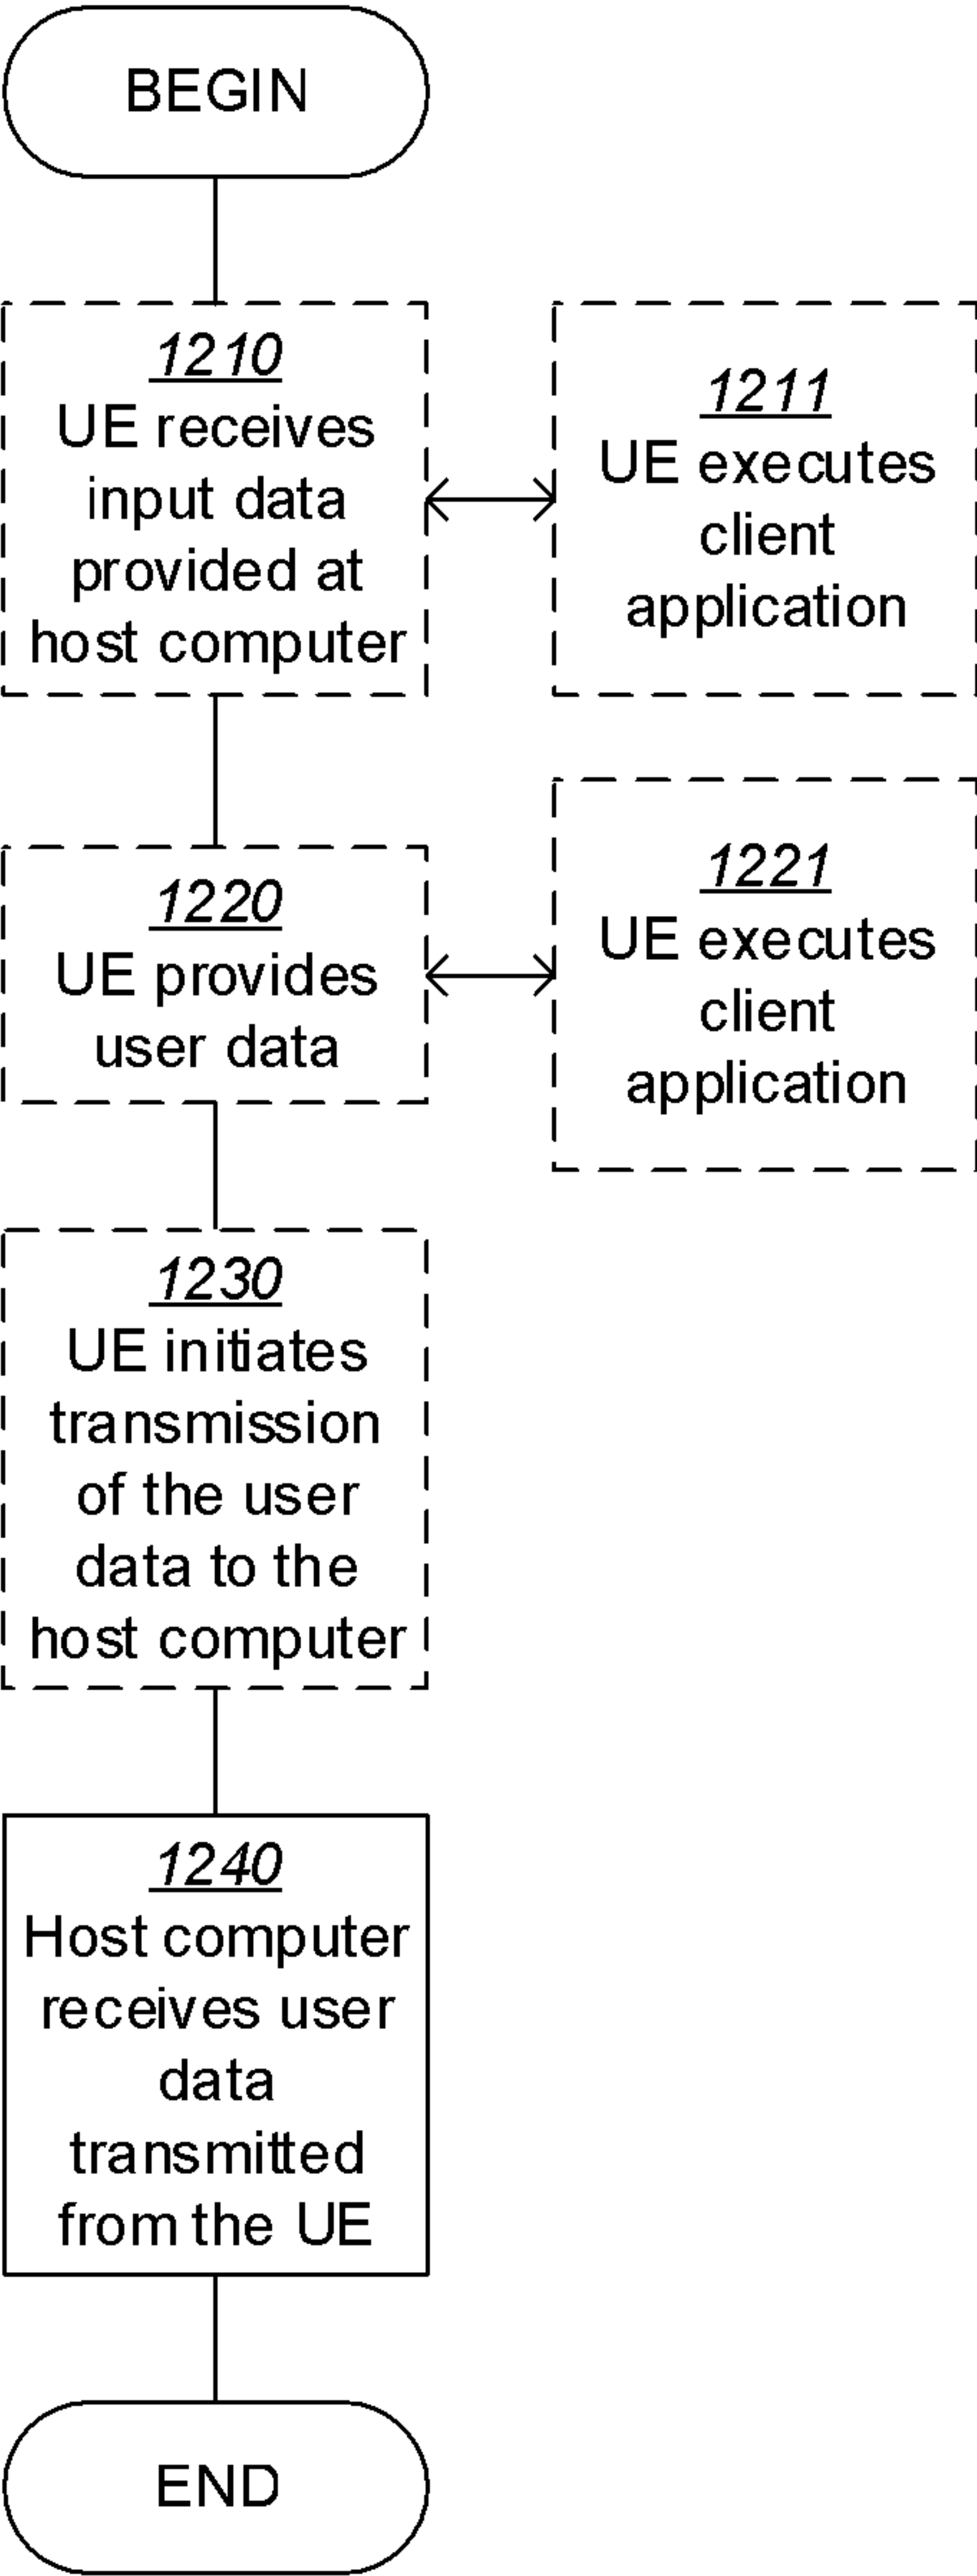 BEGIN
1210
UE receives
input data
provided at
host computer
1211
UE executes
client
application
1220
UE provides
user data
1221
UE executes
client
application
1230
UE initiates
transmission
of the user
data to the
host computer
1240
Host computer
receives user
data
transmitted
from the UE
END